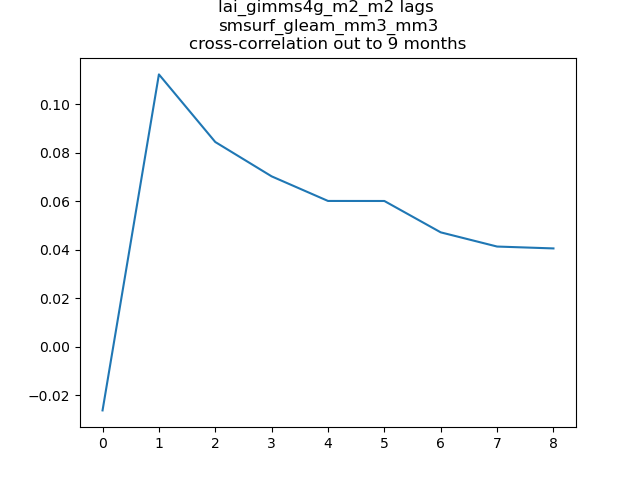 lai_gimms4g_m2_m2 lags
smsurf_gleam_mm3_mm3
cross-correlation out to 9 months
0.10
0.08
0.06
0.04
0.02
0.00
−0.02
0 1 2 3 4 5 6 7 8